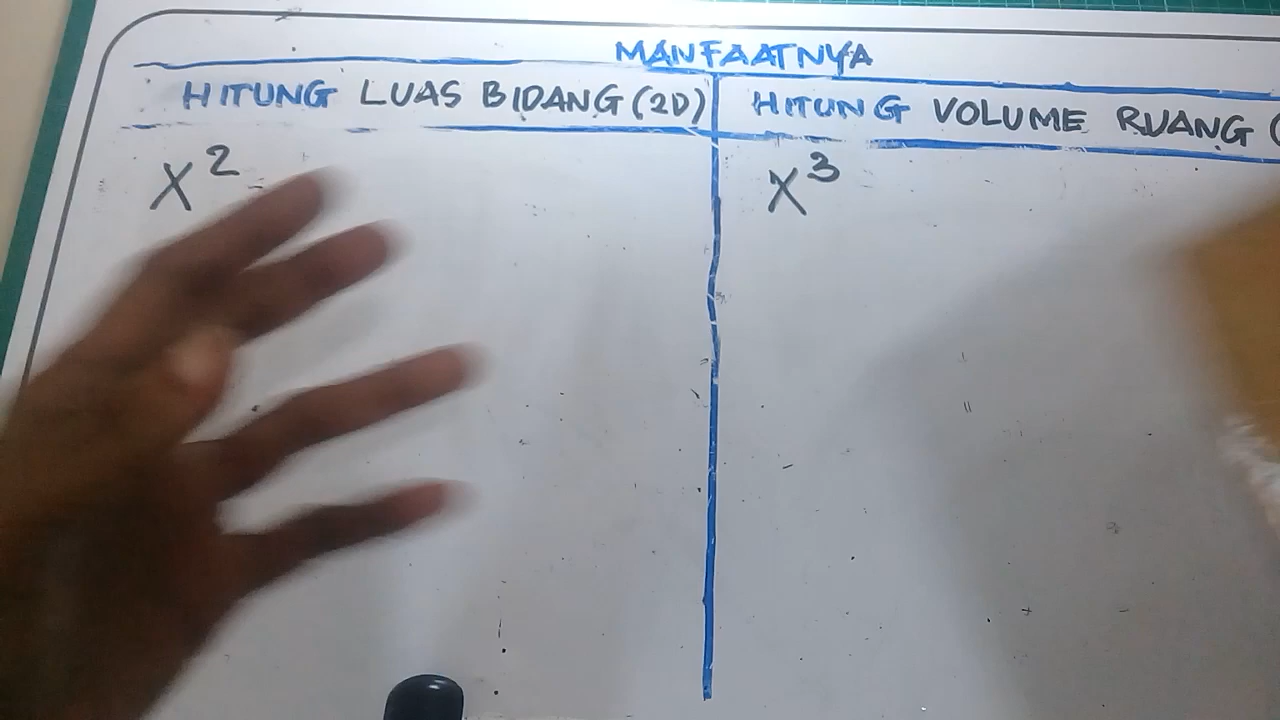 MANFAATNYA
HITUNG LUAS BIDANG (2D)
HITUNG VOLUME RUANG (
X²
X³